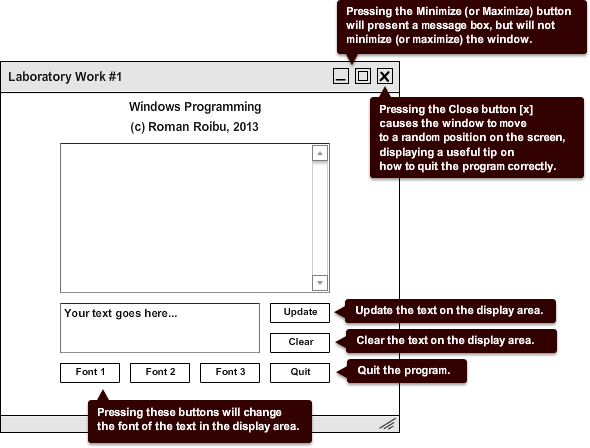 Pressing the Minimize (or Maximize) button
will present a message box, but will not
minimize (or maximize) the window.
Laboratory Work #1
Windows Programming
(c) Roman Roibu, 2013
Pressing the Close button [x]
causes the window to move
to a random position on the screen,
displaying a useful tip on
how to quit the program correctly.
Your text goes here...
Update
Update the text on the display area.
Clear
Clear the text on the display area.
Font 1
Font 2
Font 3
Quit
Quit the program.
Pressing these buttons will change
the font of the text in the display area.